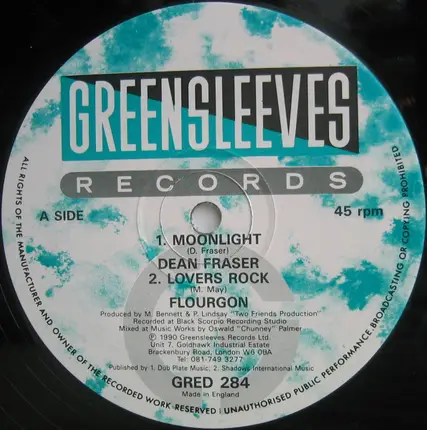 GREENSLEEVES
RECORDS
A SIDE
45 rpm
1. MOONLIGHT
(D. Fraser)
DEAN FRASER
2. LOVERS ROCK
(M. May)
FLOURGON
Produced by M. Bennett & P. Lindsay "Two Friends Production"
Recorded at Black Scorpio Recording Studio
Mixed at Music Works by Oswald "Chunney" Palmer
℗ 1990 Greensleeves Records Ltd.
Unit 7, Goldhawk Industrial Estate
Brackenbury Road, London W6 0BA
Tel: 081-749 3277
Published by 1. Dub Plate Music; 2. Shadows International Music
GRED 284
Made in England
ALL RIGHTS OF THE MANUFACTURER AND OWNER OF THE RECORDED WORK RESERVED. UNAUTHORISED PUBLIC PERFORMANCE, BROADCASTING OR COPYING PROHIBITED.